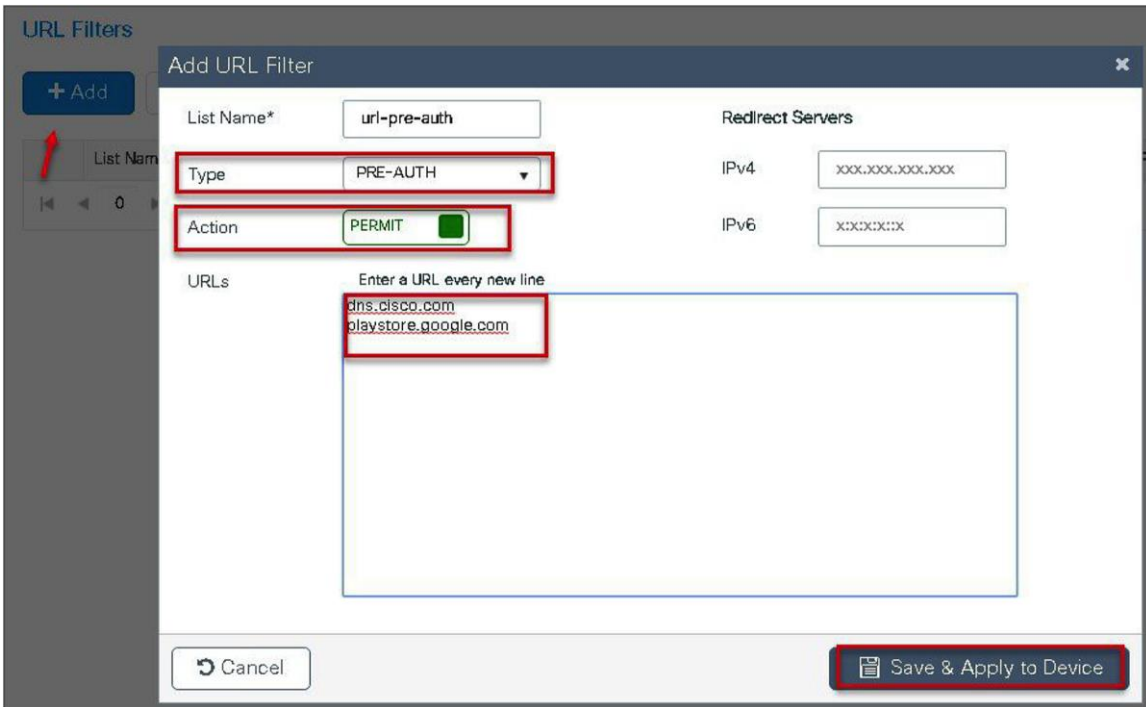 URL Filters
Add URL Filter
+ Add
List Name*
url-pre-auth
Redirect Servers
List Nam
Type
PRE-AUTH
IPv4
xxx.xxx.xxx.xxx
0
Action
PERMIT
IPv6
x:x:x:x::x
URLs
Enter a URL every new line
dns.cisco.com
playstore.google.com
Cancel
Save & Apply to Device